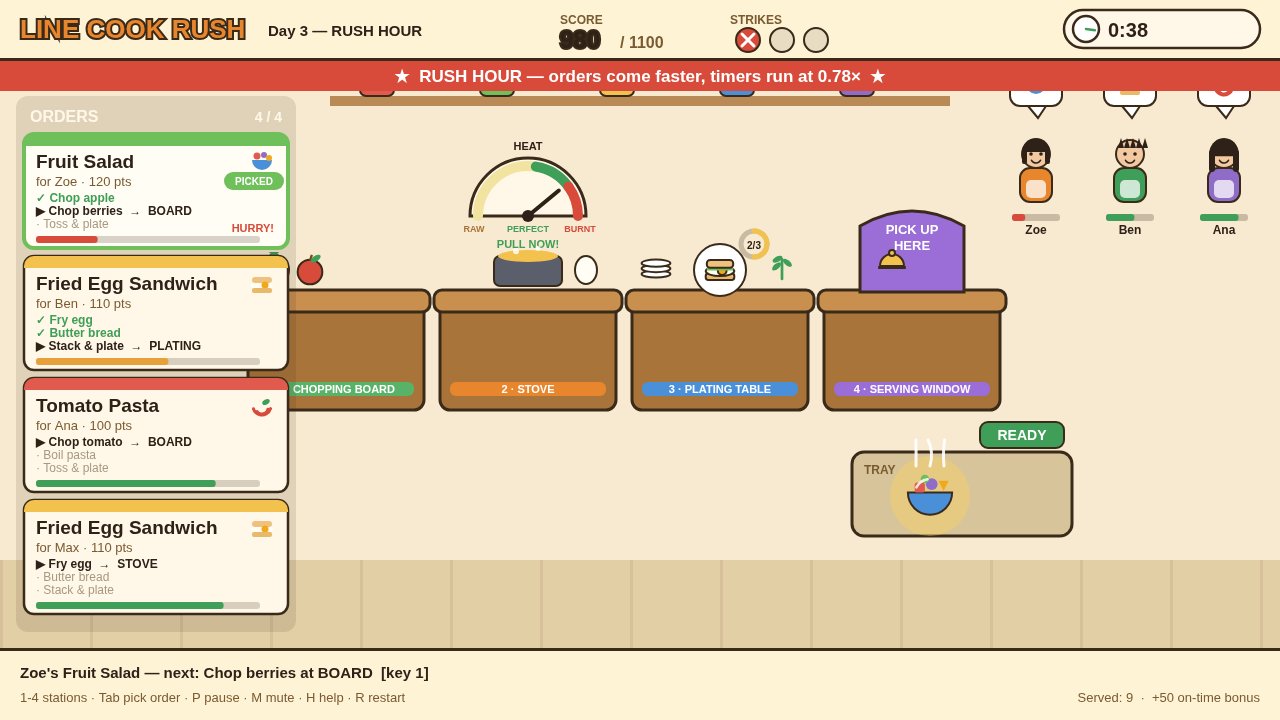 LINE COOK RUSH
Day 3 — RUSH HOUR
SCORE
980 / 1100
STRIKES
0:38
★ RUSH HOUR — orders come faster, timers run at 0.78× ★
ORDERS 4 / 4
Fruit Salad
for Zoe · 120 pts
PICKED
✓ Chop apple
▶ Chop berries → BOARD
· Toss & plate
HURRY!
Fried Egg Sandwich
for Ben · 110 pts
✓ Fry egg
✓ Butter bread
▶ Stack & plate → PLATING
Tomato Pasta
for Ana · 100 pts
▶ Chop tomato → BOARD
· Boil pasta
· Toss & plate
Fried Egg Sandwich
for Max · 110 pts
▶ Fry egg → STOVE
· Butter bread
· Stack & plate
HEAT
RAW PERFECT BURNT
PULL NOW!
2/3
PICK UP
HERE
Zoe Ben Ana
CHOPPING BOARD
2 · STOVE
3 · PLATING TABLE
4 · SERVING WINDOW
READY
TRAY
Zoe's Fruit Salad — next: Chop berries at BOARD [key 1]
1-4 stations · Tab pick order · P pause · M mute · H help · R restart
Served: 9 · +50 on-time bonus